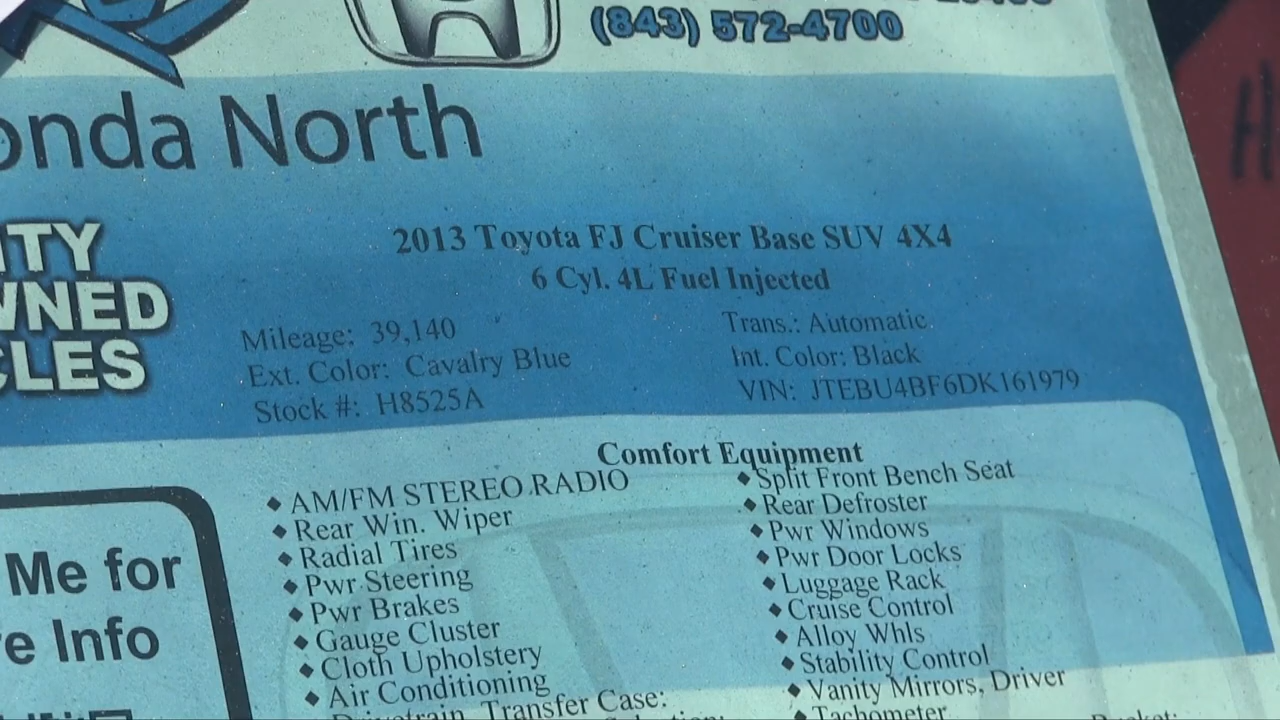 (843) 572-4700
onda North
ITY
WNED
CLES
2013 Toyota FJ Cruiser Base SUV 4X4
6 Cyl. 4L Fuel Injected
Mileage: 39,140
Ext. Color: Cavalry Blue
Stock #: H8525A
Trans.: Automatic
Int. Color: Black
VIN: JTEBU4BF6DK161979
Me for
e Info
Comfort Equipment
◆ AM/FM STEREO RADIO
◆ Rear Win. Wiper
◆ Radial Tires
◆ Pwr Steering
◆ Pwr Brakes
◆ Gauge Cluster
◆ Cloth Upholstery
◆ Air Conditioning
Drivetrain, Transfer Case:
◆ Split Front Bench Seat
◆ Rear Defroster
◆ Pwr Windows
◆ Pwr Door Locks
◆ Luggage Rack
◆ Cruise Control
◆ Alloy Whls
◆ Stability Control
◆ Vanity Mirrors, Driver
◆ Tachometer